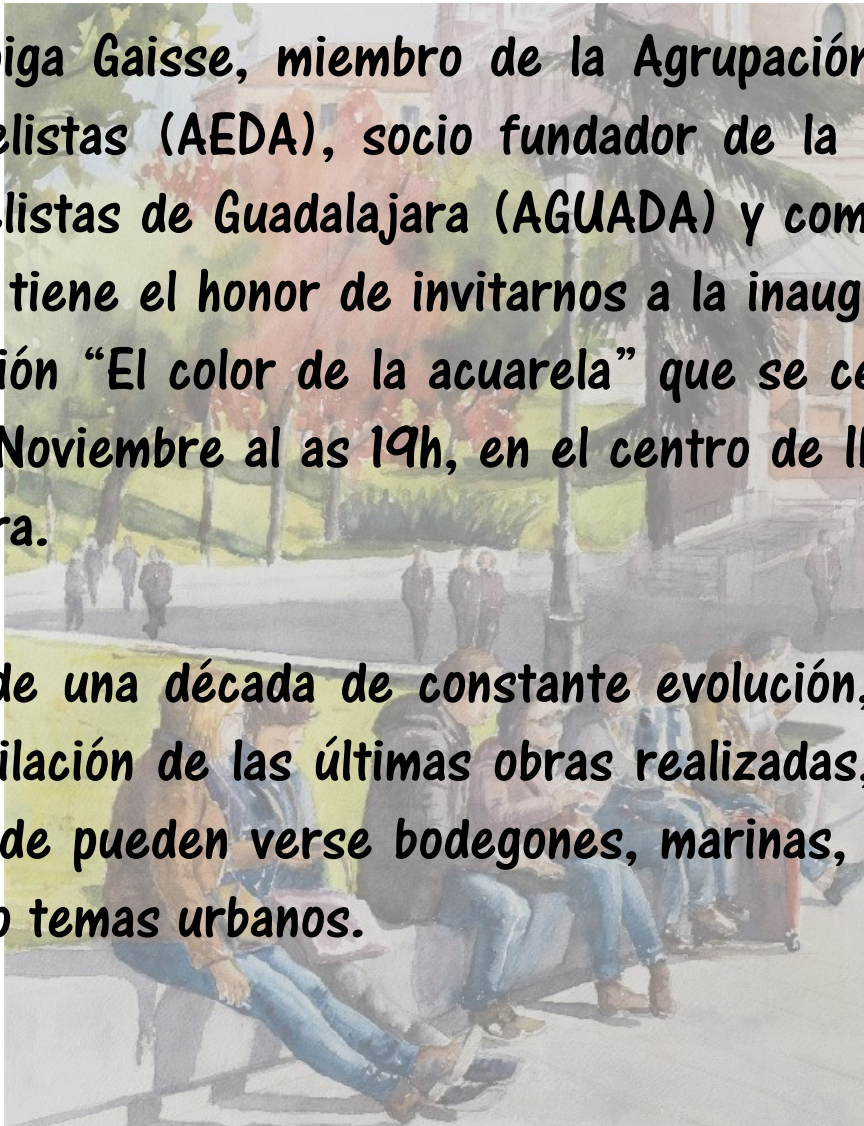 iga Gaisse, miembro de la Agrupación
elistas (AEDA), socio fundador de la
listas de Guadalajara (AGUADA) y com
tiene el honor de invitarnos a la inaug
ión “El color de la acuarela” que se ce
Noviembre al as 19h, en el centro de
ra.
de una década de constante evolución,
ilación de las últimas obras realizadas,
de pueden verse bodegones, marinas,
o temas urbanos.